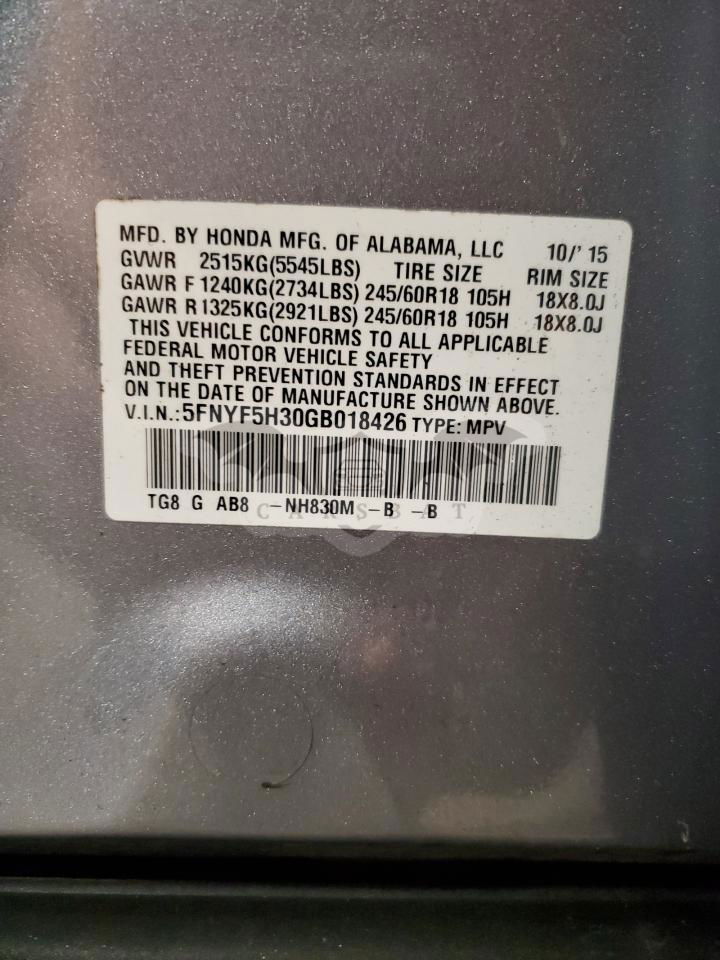 MFD. BY HONDA MFG. OF ALABAMA, LLC 10/'15
GVWR 2515KG(5545LBS) TIRE SIZE RIM SIZE
GAWR F 1240KG(2734LBS) 245/60R18 105H 18X8.0J
GAWR R 1325KG(2921LBS) 245/60R18 105H 18X8.0J
THIS VEHICLE CONFORMS TO ALL APPLICABLE
FEDERAL MOTOR VEHICLE SAFETY
AND THEFT PREVENTION STANDARDS IN EFFECT
ON THE DATE OF MANUFACTURE SHOWN ABOVE.
V.I.N.:5FNYF5H30GB018426 TYPE: MPV
TG8 G AB8 -NH830M-B -B
CARSBAT